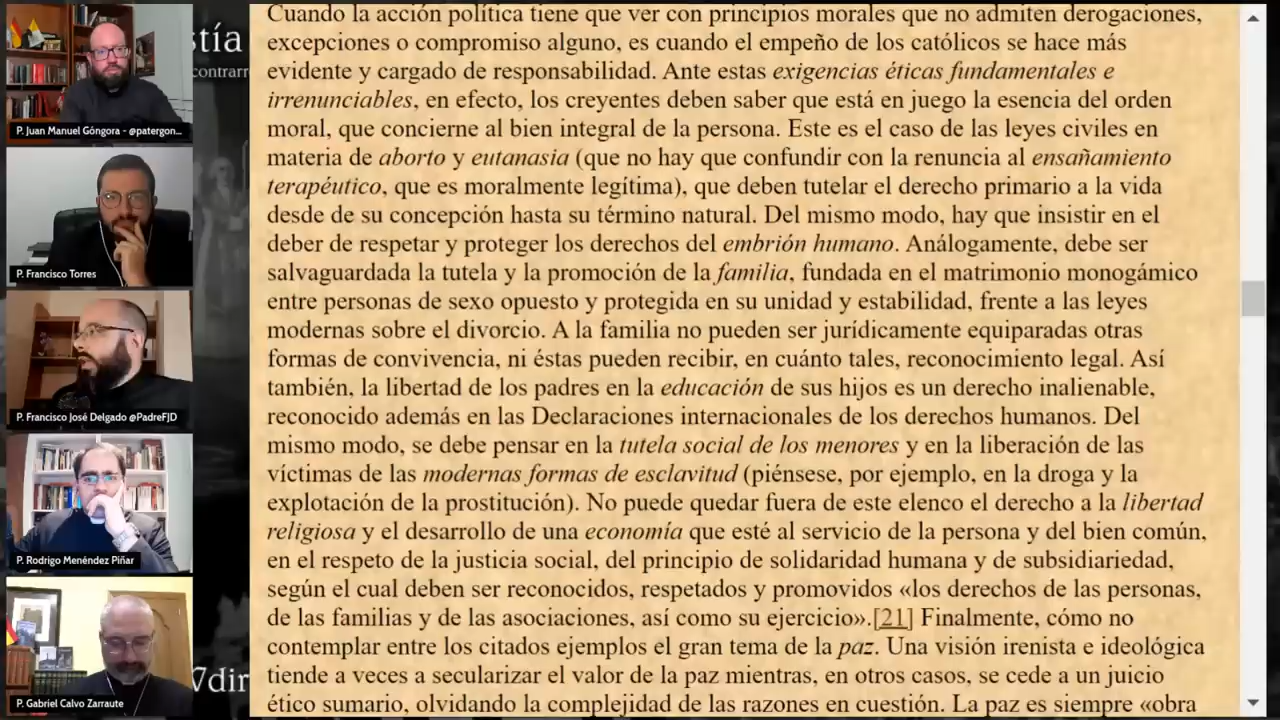 stía
contrarr
P. Juan Manuel Góngora - @patergon...
P. Francisco Torres
P. Francisco José Delgado @PadreFJD
P. Rodrigo Menéndez Piñar
P. Gabriel Calvo Zarraute
7dir
Cuando la acción política tiene que ver con principios morales que no admiten derogaciones,
excepciones o compromiso alguno, es cuando el empeño de los católicos se hace más
evidente y cargado de responsabilidad. Ante estas exigencias éticas fundamentales e
irrenunciables, en efecto, los creyentes deben saber que está en juego la esencia del orden
moral, que concierne al bien integral de la persona. Este es el caso de las leyes civiles en
materia de aborto y eutanasia (que no hay que confundir con la renuncia al ensañamiento
terapéutico, que es moralmente legítima), que deben tutelar el derecho primario a la vida
desde de su concepción hasta su término natural. Del mismo modo, hay que insistir en el
deber de respetar y proteger los derechos del embrión humano. Análogamente, debe ser
salvaguardada la tutela y la promoción de la familia, fundada en el matrimonio monogámico
entre personas de sexo opuesto y protegida en su unidad y estabilidad, frente a las leyes
modernas sobre el divorcio. A la familia no pueden ser jurídicamente equiparadas otras
formas de convivencia, ni éstas pueden recibir, en cuánto tales, reconocimiento legal. Así
también, la libertad de los padres en la educación de sus hijos es un derecho inalienable,
reconocido además en las Declaraciones internacionales de los derechos humanos. Del
mismo modo, se debe pensar en la tutela social de los menores y en la liberación de las
víctimas de las modernas formas de esclavitud (piénsese, por ejemplo, en la droga y la
explotación de la prostitución). No puede quedar fuera de este elenco el derecho a la libertad
religiosa y el desarrollo de una economía que esté al servicio de la persona y del bien común,
en el respeto de la justicia social, del principio de solidaridad humana y de subsidiariedad,
según el cual deben ser reconocidos, respetados y promovidos «los derechos de las personas,
de las familias y de las asociaciones, así como su ejercicio».[21] Finalmente, cómo no
contemplar entre los citados ejemplos el gran tema de la paz. Una visión irenista e ideológica
tiende a veces a secularizar el valor de la paz mientras, en otros casos, se cede a un juicio
ético sumario, olvidando la complejidad de las razones en cuestión. La paz es siempre «obra